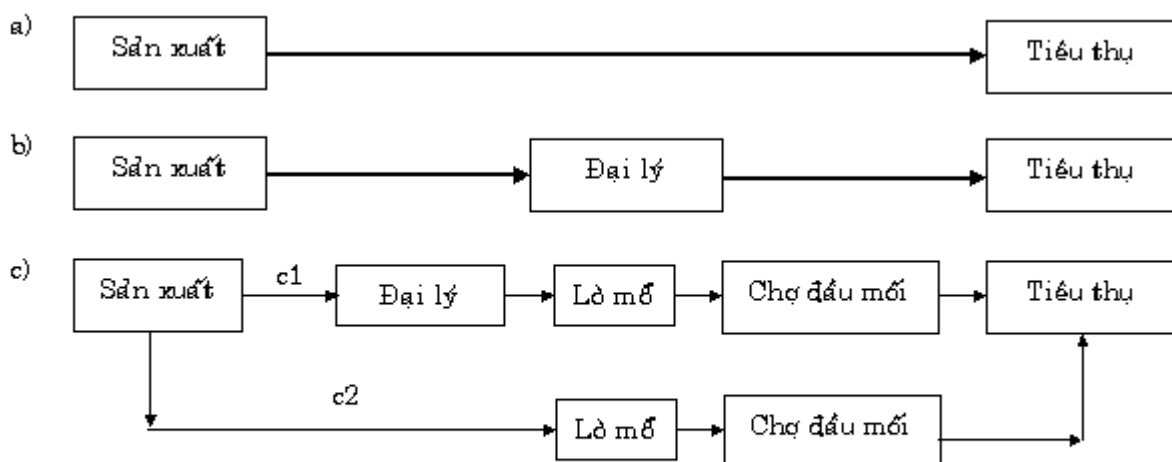 a)
Sản xuất
Tiêu thụ
b)
Sản xuất
Đại lý
Tiêu thụ
c)
Sản xuất
c1
Đại lý
Lò mổ
Chợ đầu mối
Tiêu thụ
c2
Lò mổ
Chợ đầu mối